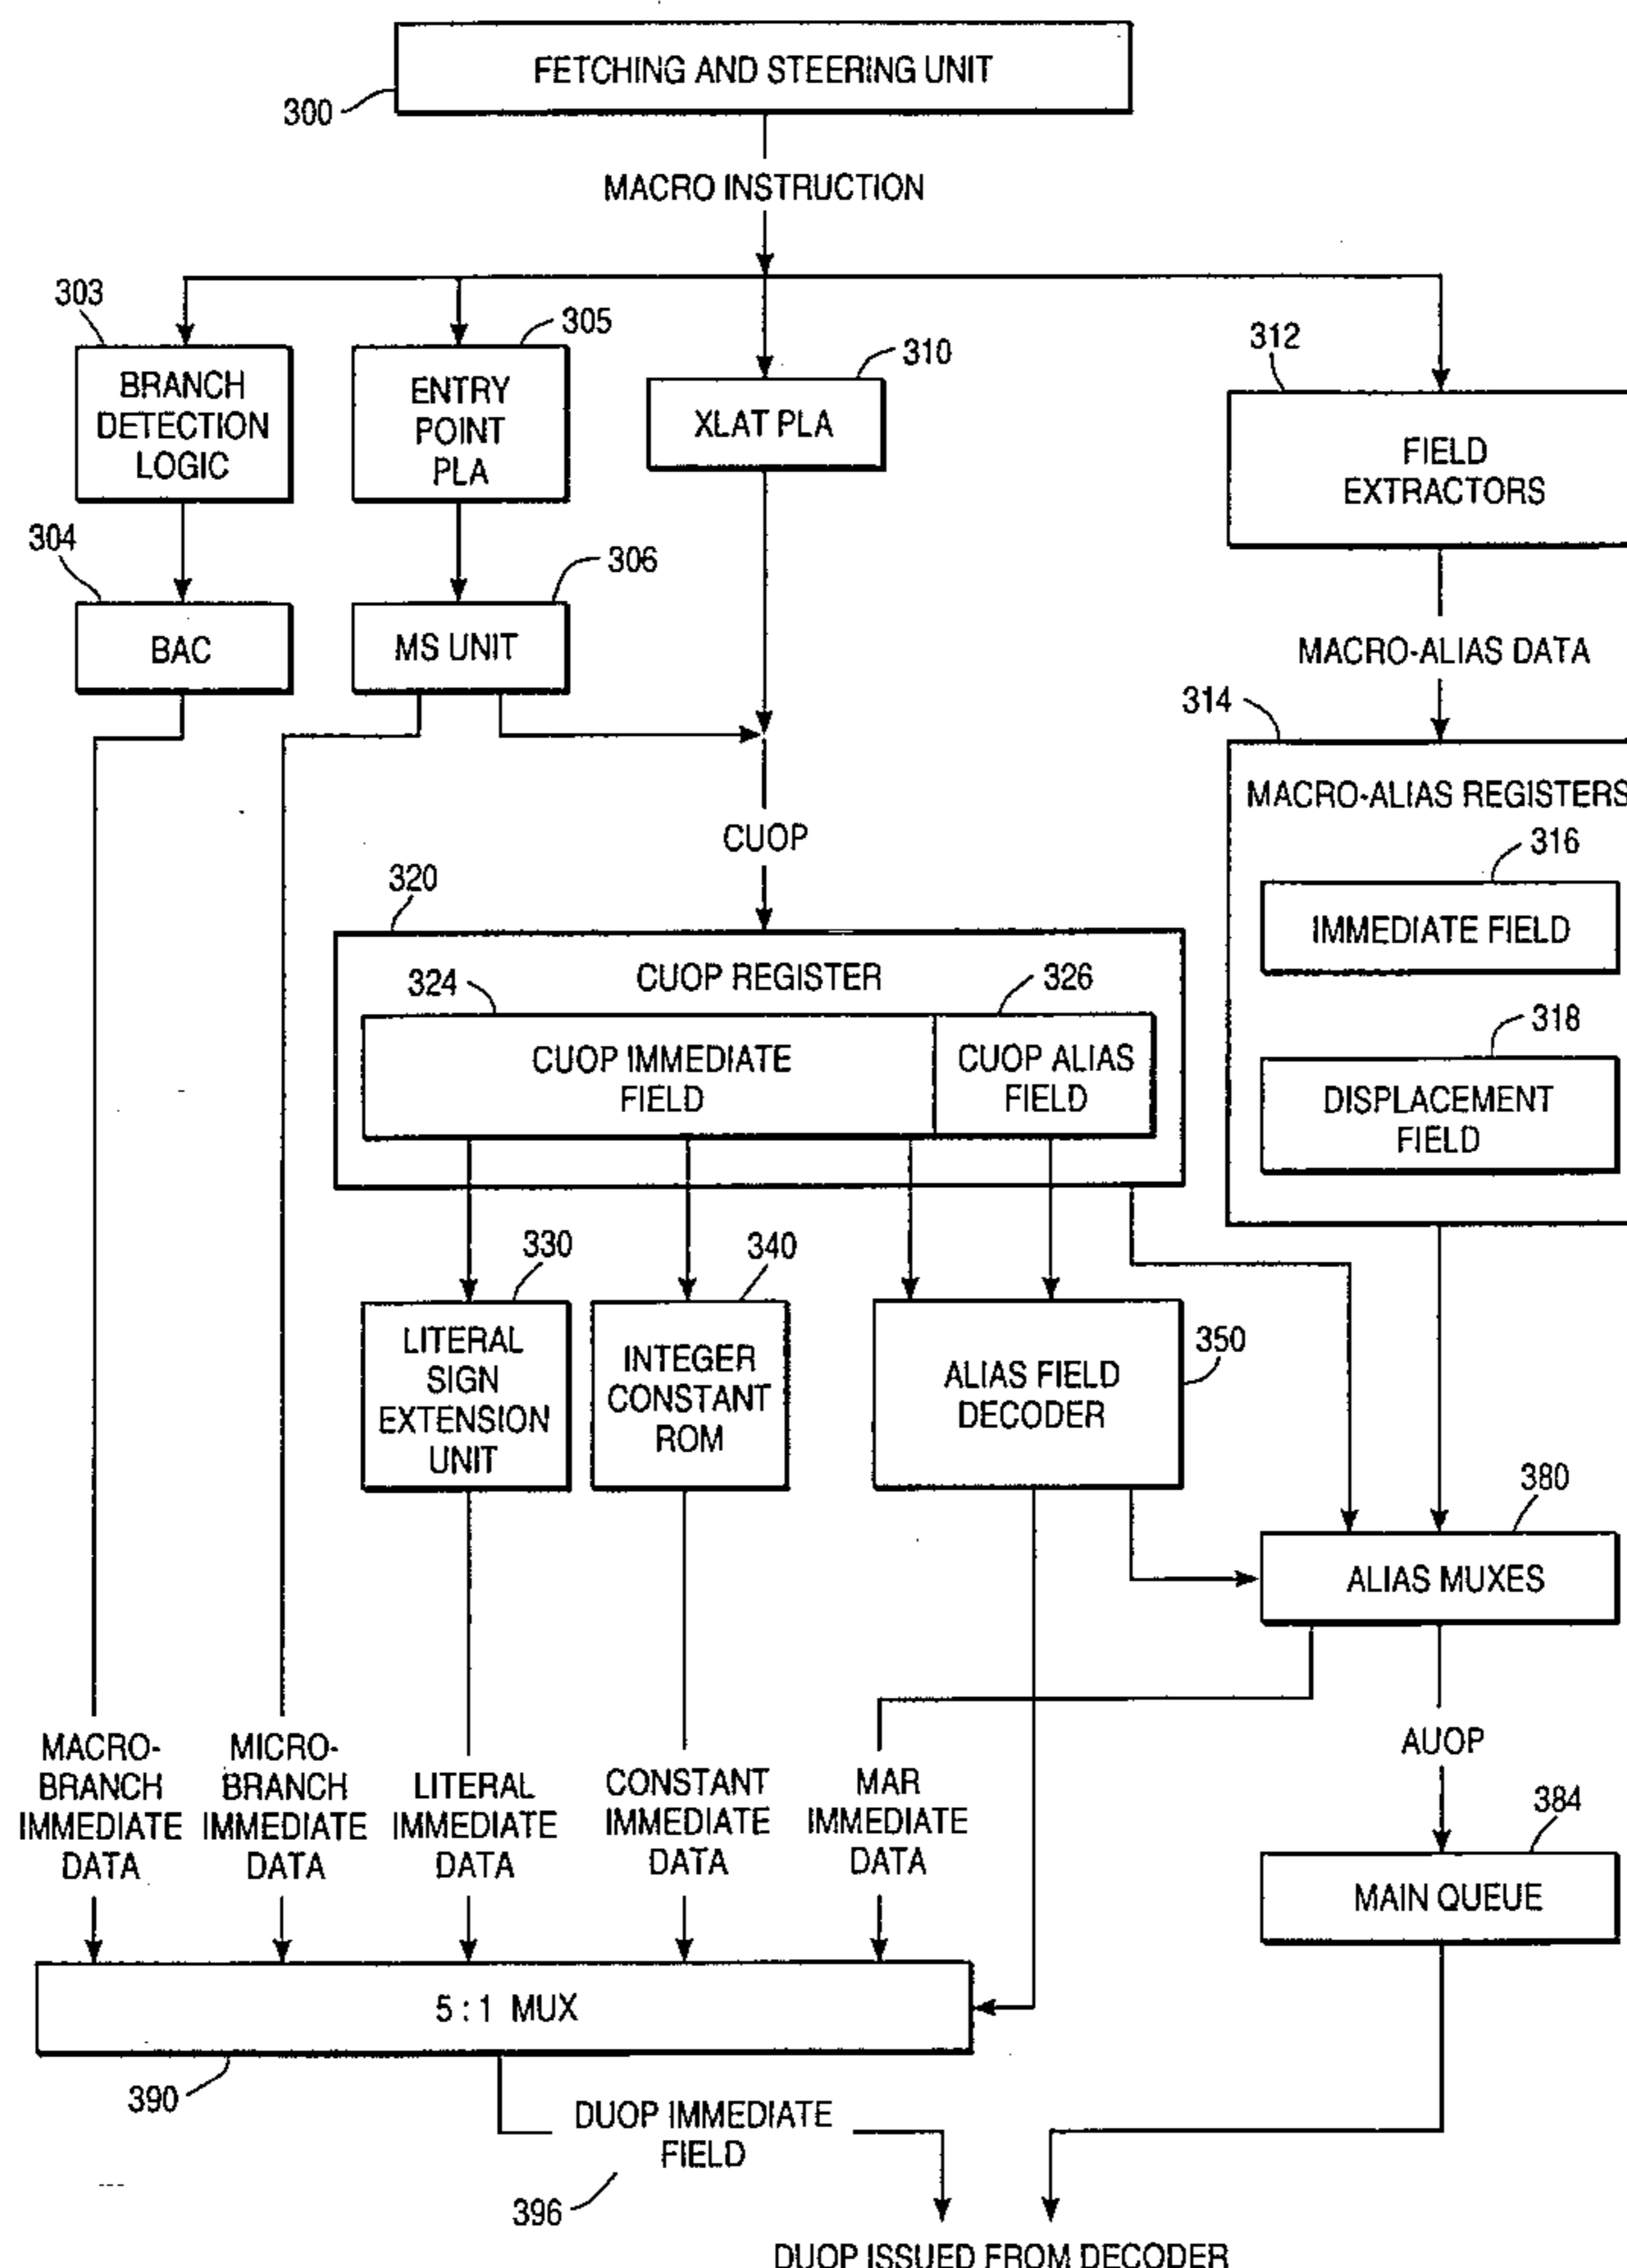 FETCHING AND STEERING UNIT
300
MACRO INSTRUCTION
303
305
310
312
BRANCH
DETECTION
LOGIC
ENTRY
POINT
PLA
XLAT PLA
FIELD
EXTRACTORS
304
306
BAC
MS UNIT
MACRO-ALIAS DATA
314
MACRO-ALIAS REGISTERS
316
IMMEDIATE FIELD
318
DISPLACEMENT
FIELD
CUOP
320
CUOP REGISTER
324
326
CUOP IMMEDIATE
FIELD
CUOP ALIAS
FIELD
330
340
350
LITERAL
SIGN
EXTENSION
UNIT
INTEGER
CONSTANT
ROM
ALIAS FIELD
DECODER
380
ALIAS MUXES
MACRO-
BRANCH
IMMEDIATE
DATA
MICRO-
BRANCH
IMMEDIATE
DATA
LITERAL
IMMEDIATE
DATA
CONSTANT
IMMEDIATE
DATA
MAR
IMMEDIATE
DATA
AUOP
384
MAIN QUEUE
5 : 1 MUX
390
DUOP IMMEDIATE
FIELD
396
DUOP ISSUED FROM DECODER